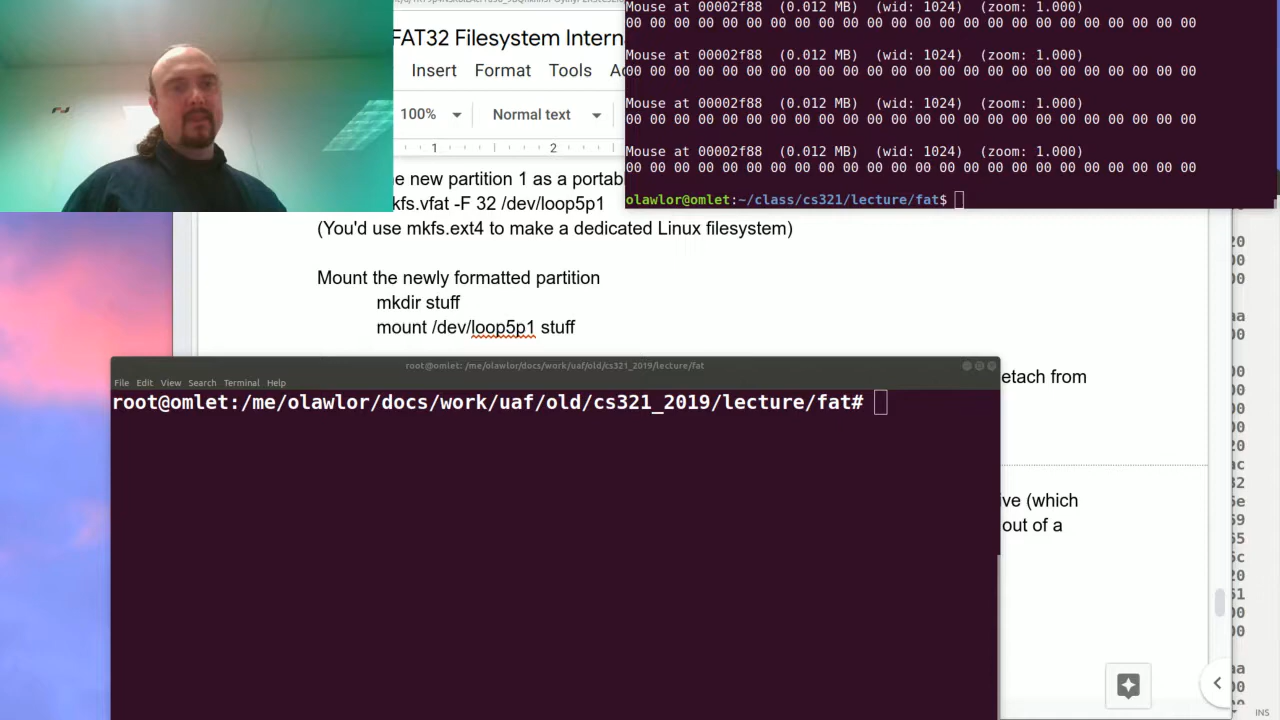 FAT32 Filesystem Intern
Insert Format Tools
100% Normal text
1 2
e new partition 1 as a portab
kfs.vfat -F 32 /dev/loop5p1
(You'd use mkfs.ext4 to make a dedicated Linux filesystem)
Mount the newly formatted partition
mkdir stuff
mount /dev/loop5p1 stuff
etach from
ve (which
out of a
Mouse at 00002f88 (0.012 MB) (wid: 1024) (zoom: 1.000)
00 00 00 00 00 00 00 00 00 00 00 00 00 00 00 00 00 00 00 00 00 00 00 00
Mouse at 00002f88 (0.012 MB) (wid: 1024) (zoom: 1.000)
00 00 00 00 00 00 00 00 00 00 00 00 00 00 00 00 00 00 00 00 00 00 00 00
Mouse at 00002f88 (0.012 MB) (wid: 1024) (zoom: 1.000)
00 00 00 00 00 00 00 00 00 00 00 00 00 00 00 00 00 00 00 00 00 00 00 00
Mouse at 00002f88 (0.012 MB) (wid: 1024) (zoom: 1.000)
00 00 00 00 00 00 00 00 00 00 00 00 00 00 00 00 00 00 00 00 00 00 00 00
olawlor@omlet:~/class/cs321/lecture/fat$
root@omlet: /me/olawlor/docs/work/uaf/old/cs321_2019/lecture/fat
File Edit View Search Terminal Help
root@omlet:/me/olawlor/docs/work/uaf/old/cs321_2019/lecture/fat#
INS